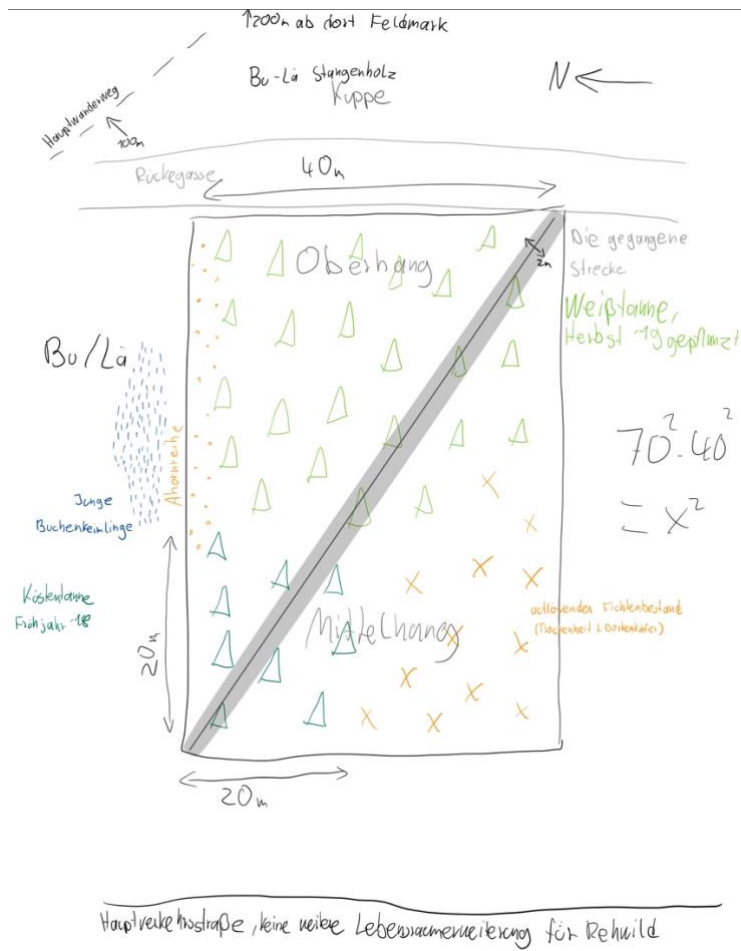 ↑200m ab dort Feldmark
Bu-Lä Stangenholz
Kuppe
N
Hauptwanderweg
100m
Rückegasse
40m
Oberhang
2m
Die gegangene
Strecke
Weißtanne,
Herbst 19 gepflanzt
Bu/Lä
Ahornreihe
70².40²
= x²
Junge
Buchenkeimlinge
Küstentanne
Frühjahr 18
20m
Mittelhang
Fichtenbestand
20m
Hauptverkehrsstraße, keine weitere Lebensraumerweiterung für Rehwild